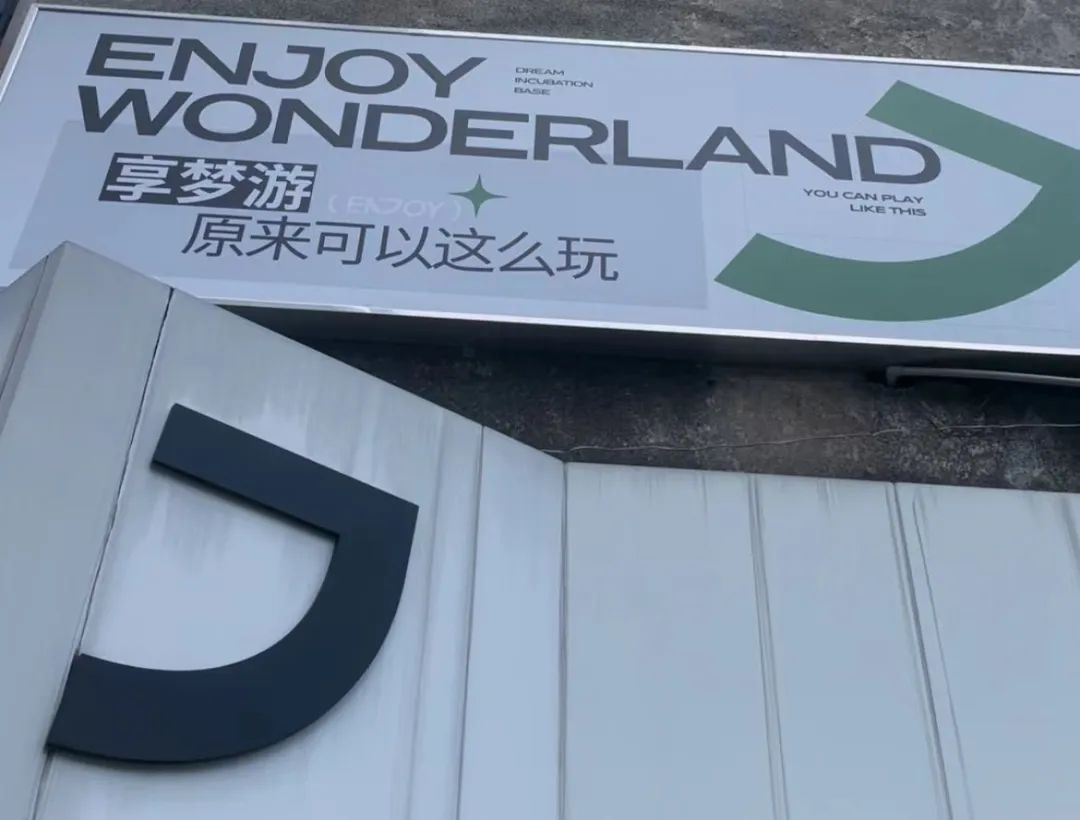 ENJOY
DREAM
INCUBATION
BASE
WONDERLAND
享梦游
(ENJOY)
原来可以这么玩
YOU CAN PLAY
LIKE THIS